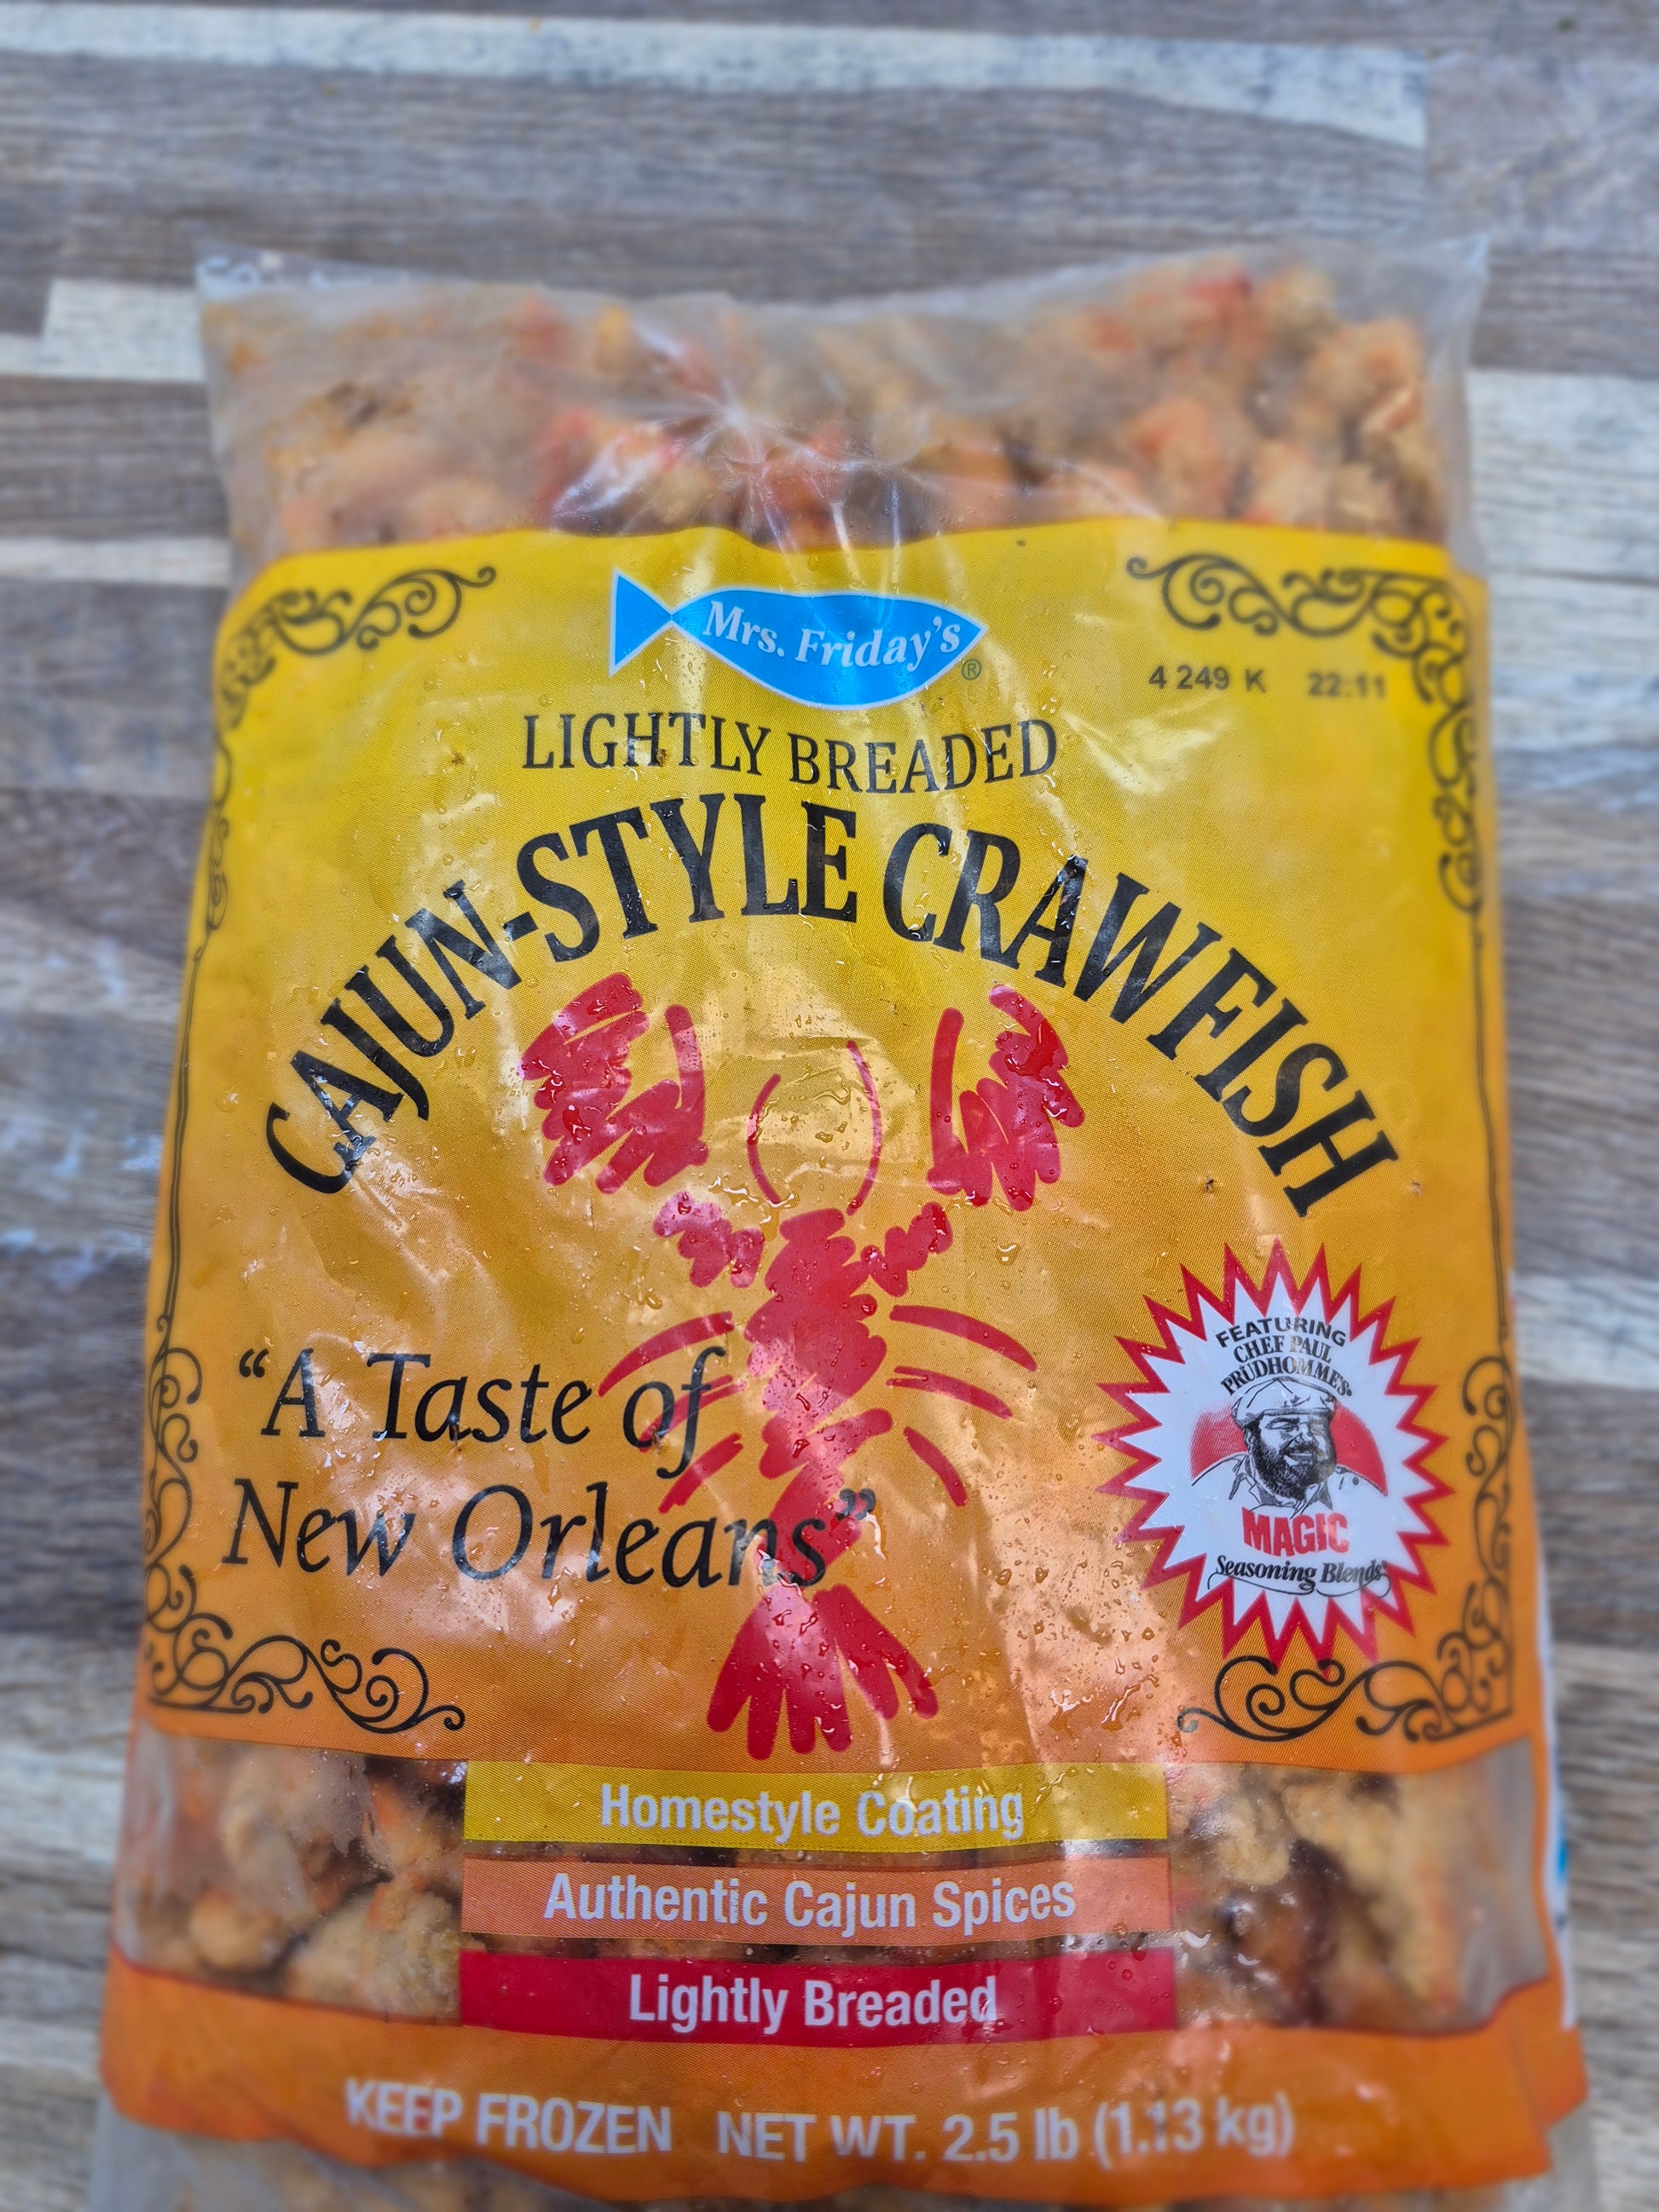 Mrs. Friday's®
4 249 K 22:11
LIGHTLY BREADED
CAJUN-STYLE CRAWFISH
"A Taste of
New Orleans"
FEATURING
CHEF PAUL
PRUDHOMME'S®
MAGIC
Seasoning Blends®
Homestyle Coating
Authentic Cajun Spices
Lightly Breaded
KEEP FROZEN NET WT. 2.5 lb (1.13 kg)